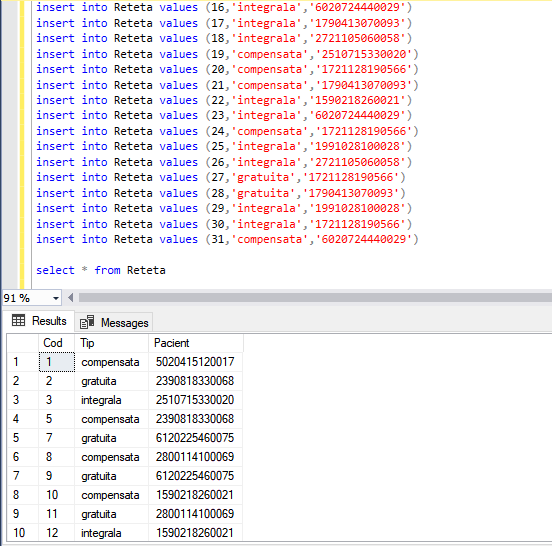 insert into Reteta values (16,'integrala','6020724440029')
insert into Reteta values (17,'integrala','1790413070093')
insert into Reteta values (18,'integrala','2721105060058')
insert into Reteta values (19,'compensata','2510715330020')
insert into Reteta values (20,'compensata','1721128190566')
insert into Reteta values (21,'compensata','1790413070093')
insert into Reteta values (22,'integrala','1590218260021')
insert into Reteta values (23,'integrala','6020724440029')
insert into Reteta values (24,'compensata','1721128190566')
insert into Reteta values (25,'integrala','1991028100028')
insert into Reteta values (26,'integrala','2721105060058')
insert into Reteta values (27,'gratuita','1721128190566')
insert into Reteta values (28,'gratuita','1790413070093')
insert into Reteta values (29,'integrala','1991028100028')
insert into Reteta values (30,'integrala','1721128190566')
insert into Reteta values (31,'compensata','6020724440029')
select * from Reteta
91 %
Results Messages
Cod Tip Pacient
1 1 compensata 5020415120017
2 2 gratuita 2390818330068
3 3 integrala 2510715330020
4 5 compensata 2390818330068
5 7 gratuita 6120225460075
6 8 compensata 2800114100069
7 9 gratuita 6120225460075
8 10 compensata 1590218260021
9 11 gratuita 2800114100069
10 12 integrala 1590218260021